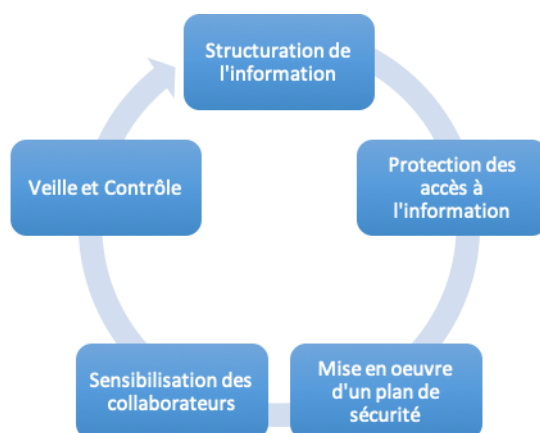 Structuration de
l'information
Protection des
accès à
l'information
Mise en oeuvre
d'un plan de
sécurité
Sensibilisation des
collaborateurs
Veille et Contrôle